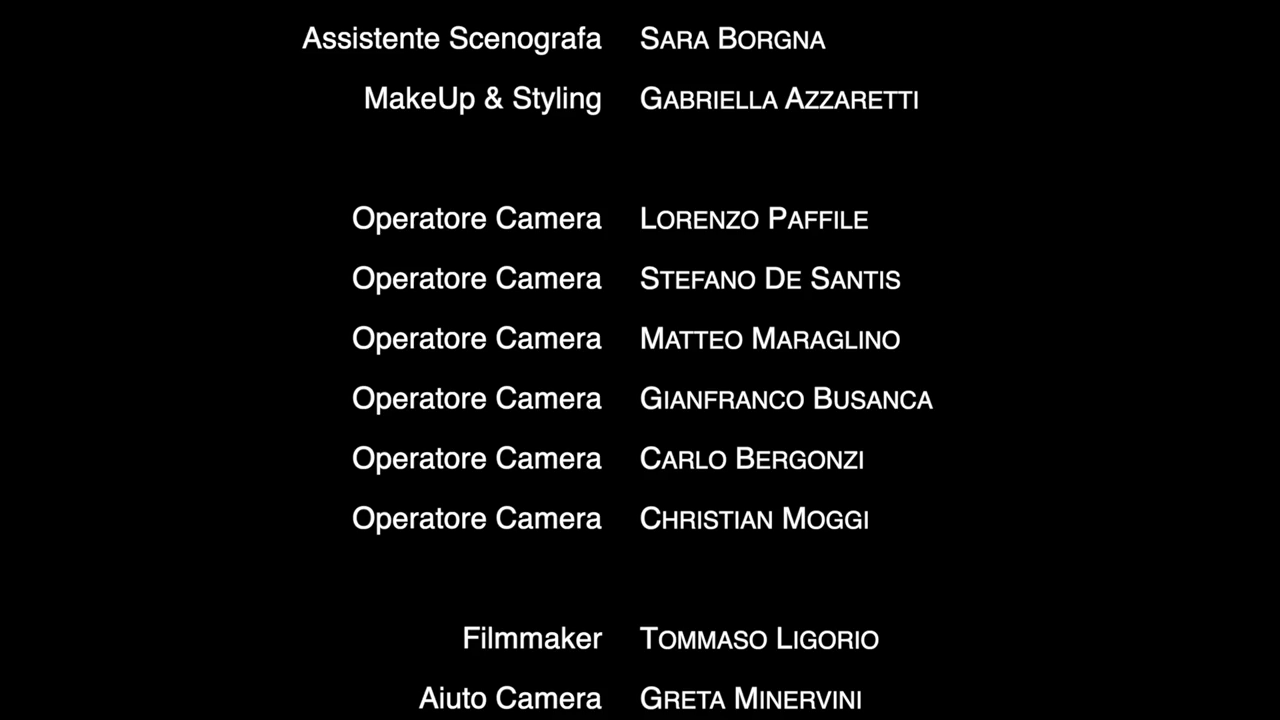 Assistente Scenografa SARA BORGNA
MakeUp & Styling GABRIELLA AZZARETTI
Operatore Camera LORENZO PAFFILE
Operatore Camera STEFANO DE SANTIS
Operatore Camera MATTEO MARAGLINO
Operatore Camera GIANFRANCO BUSANCA
Operatore Camera CARLO BERGONZI
Operatore Camera CHRISTIAN MOGGI
Filmmaker TOMMASO LIGORIO
Aiuto Camera GRETA MINERVINI